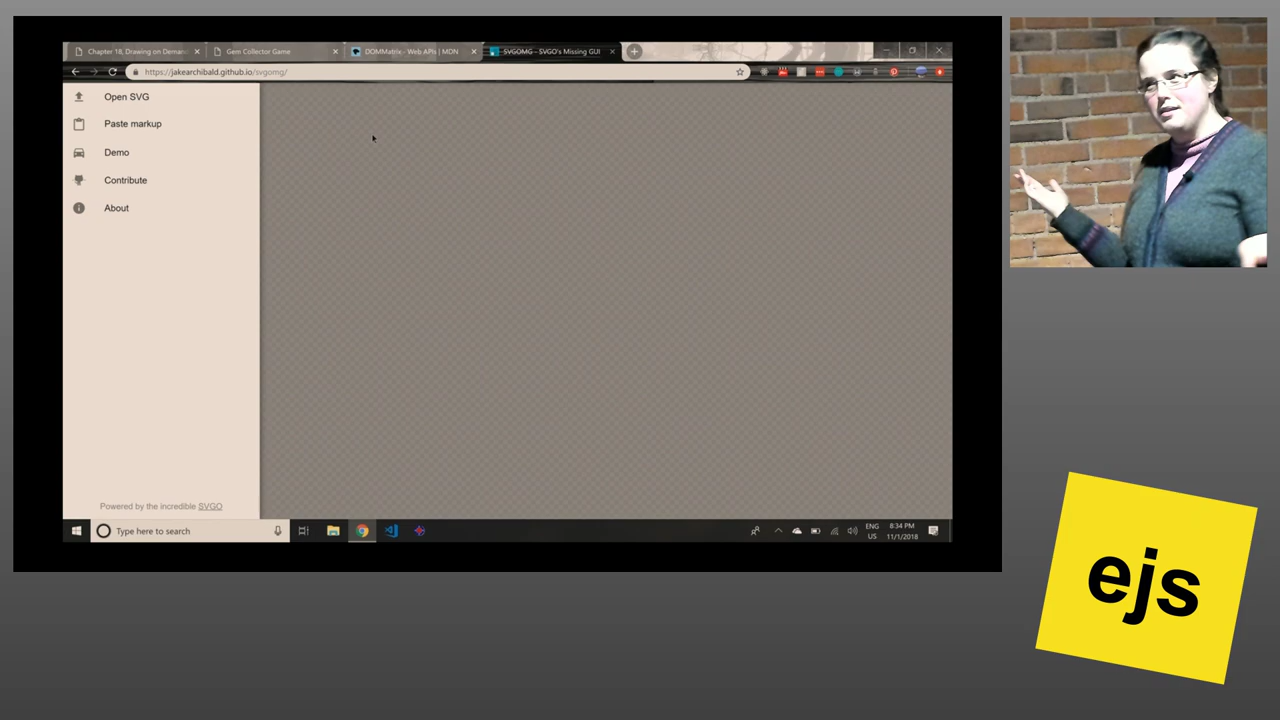 Chapter 18, Drawing on Deman
Gem Collector Game
DOMMatrix - Web APIs | MDN
SVGOMG - SVGO's Missing GUI
https://jakearchibald.github.io/svgomg/
Open SVG
Paste markup
Demo
Contribute
About
Powered by the incredible SVGO
Type here to search
ENG
US
8:34 PM
11/1/2018
ejs